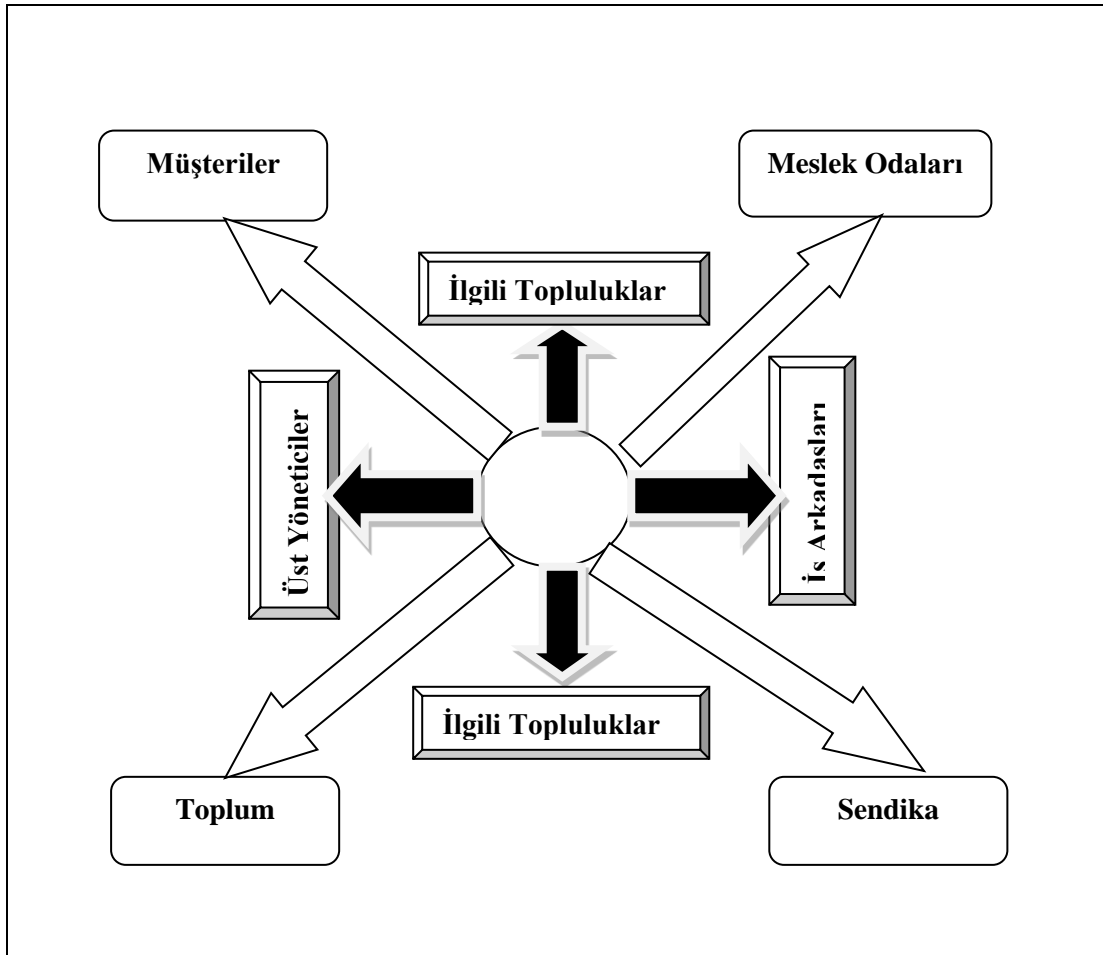 Müşteriler
Meslek Odaları
İlgili Topluluklar
Üst Yöneticiler
İş Arkadaşları
İlgili Topluluklar
Toplum
Sendika